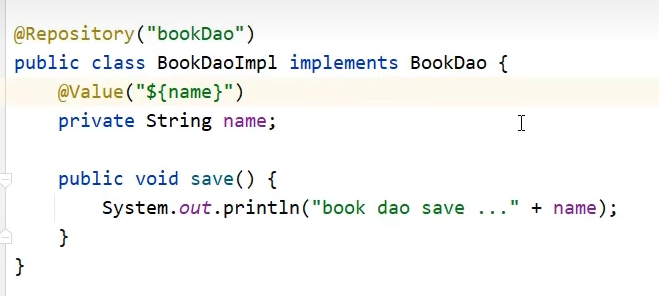 @Repository("bookDao")
public class BookDaoImpl implements BookDao {
@Value("${name}")
private String name;
public void save() {
System.out.println("book dao save ..." + name);
}
}